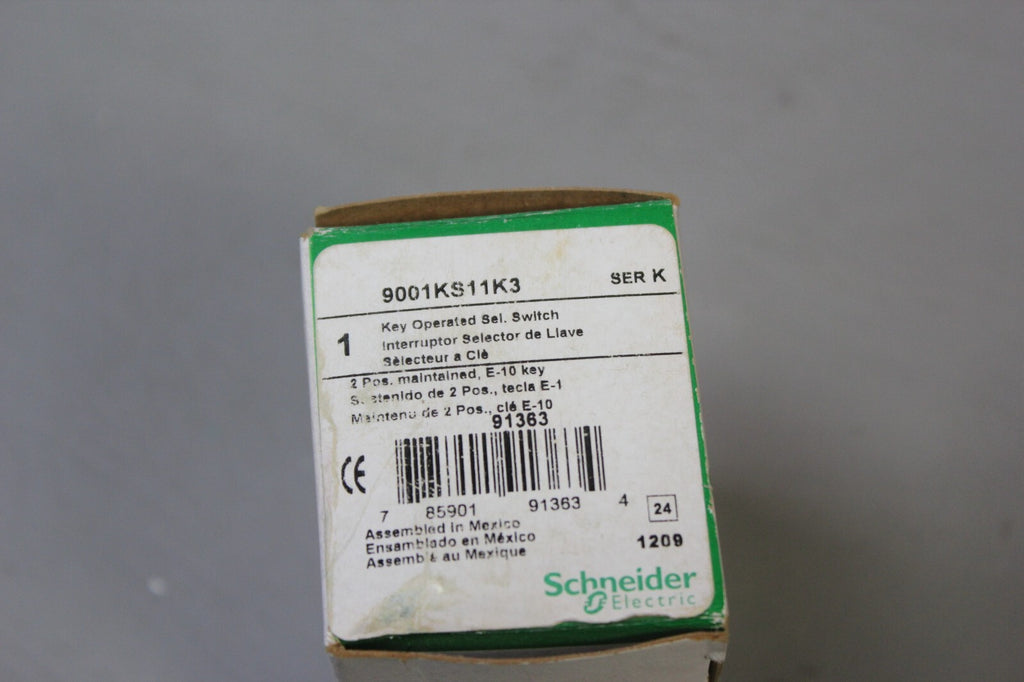 9001KS11K3 SER K
1 Key Operated Sel. Switch
Interruptor Selector de Llave
Sèlecteur a Clè
2 Pos. maintained, E-10 key
Sostenido de 2 Pos., tecla E-1
Maintenu de 2 Pos., clé E-10
91363
CE
7 85901 91363 4 24
Assembled in Mexico
Ensamblado en México
Assemblé au Mexique
1209
Schneider
Electric